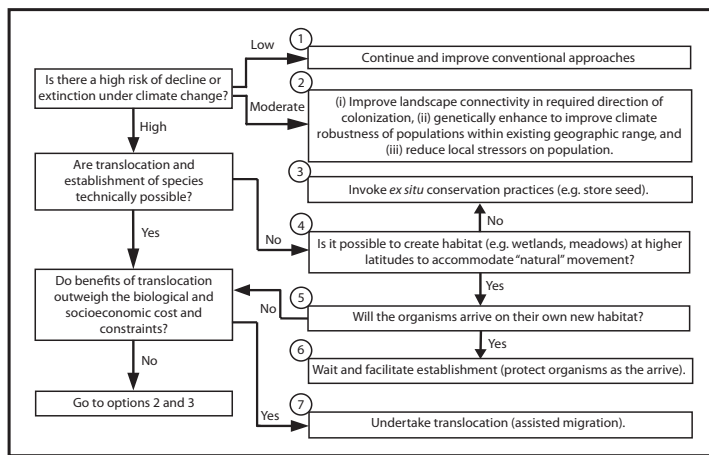 1
Low
Continue and improve conventional approaches
Is there a high risk of decline or
extinction under climate change?
2
Moderate
(i) Improve landscape connectivity in required direction of
colonization, (ii) genetically enhance to improve climate
robustness of populations within existing geographic range, and
(iii) reduce local stressors on population.
High
Are translocation and
establishment of species
technically possible?
3
Invoke ex situ conservation practices (e.g. store seed).
No
4
No
Is it possible to create habitat (e.g. wetlands, meadows) at higher
latitudes to accommodate “natural” movement?
Yes
Yes
Do benefits of translocation
outweigh the biological and
socioeconomic cost and
constraints?
5
No
Will the organisms arrive on their own new habitat?
Yes
6
Wait and facilitate establishment (protect organisms as the arrive).
No
Go to options 2 and 3
Yes
7
Undertake translocation (assisted migration).